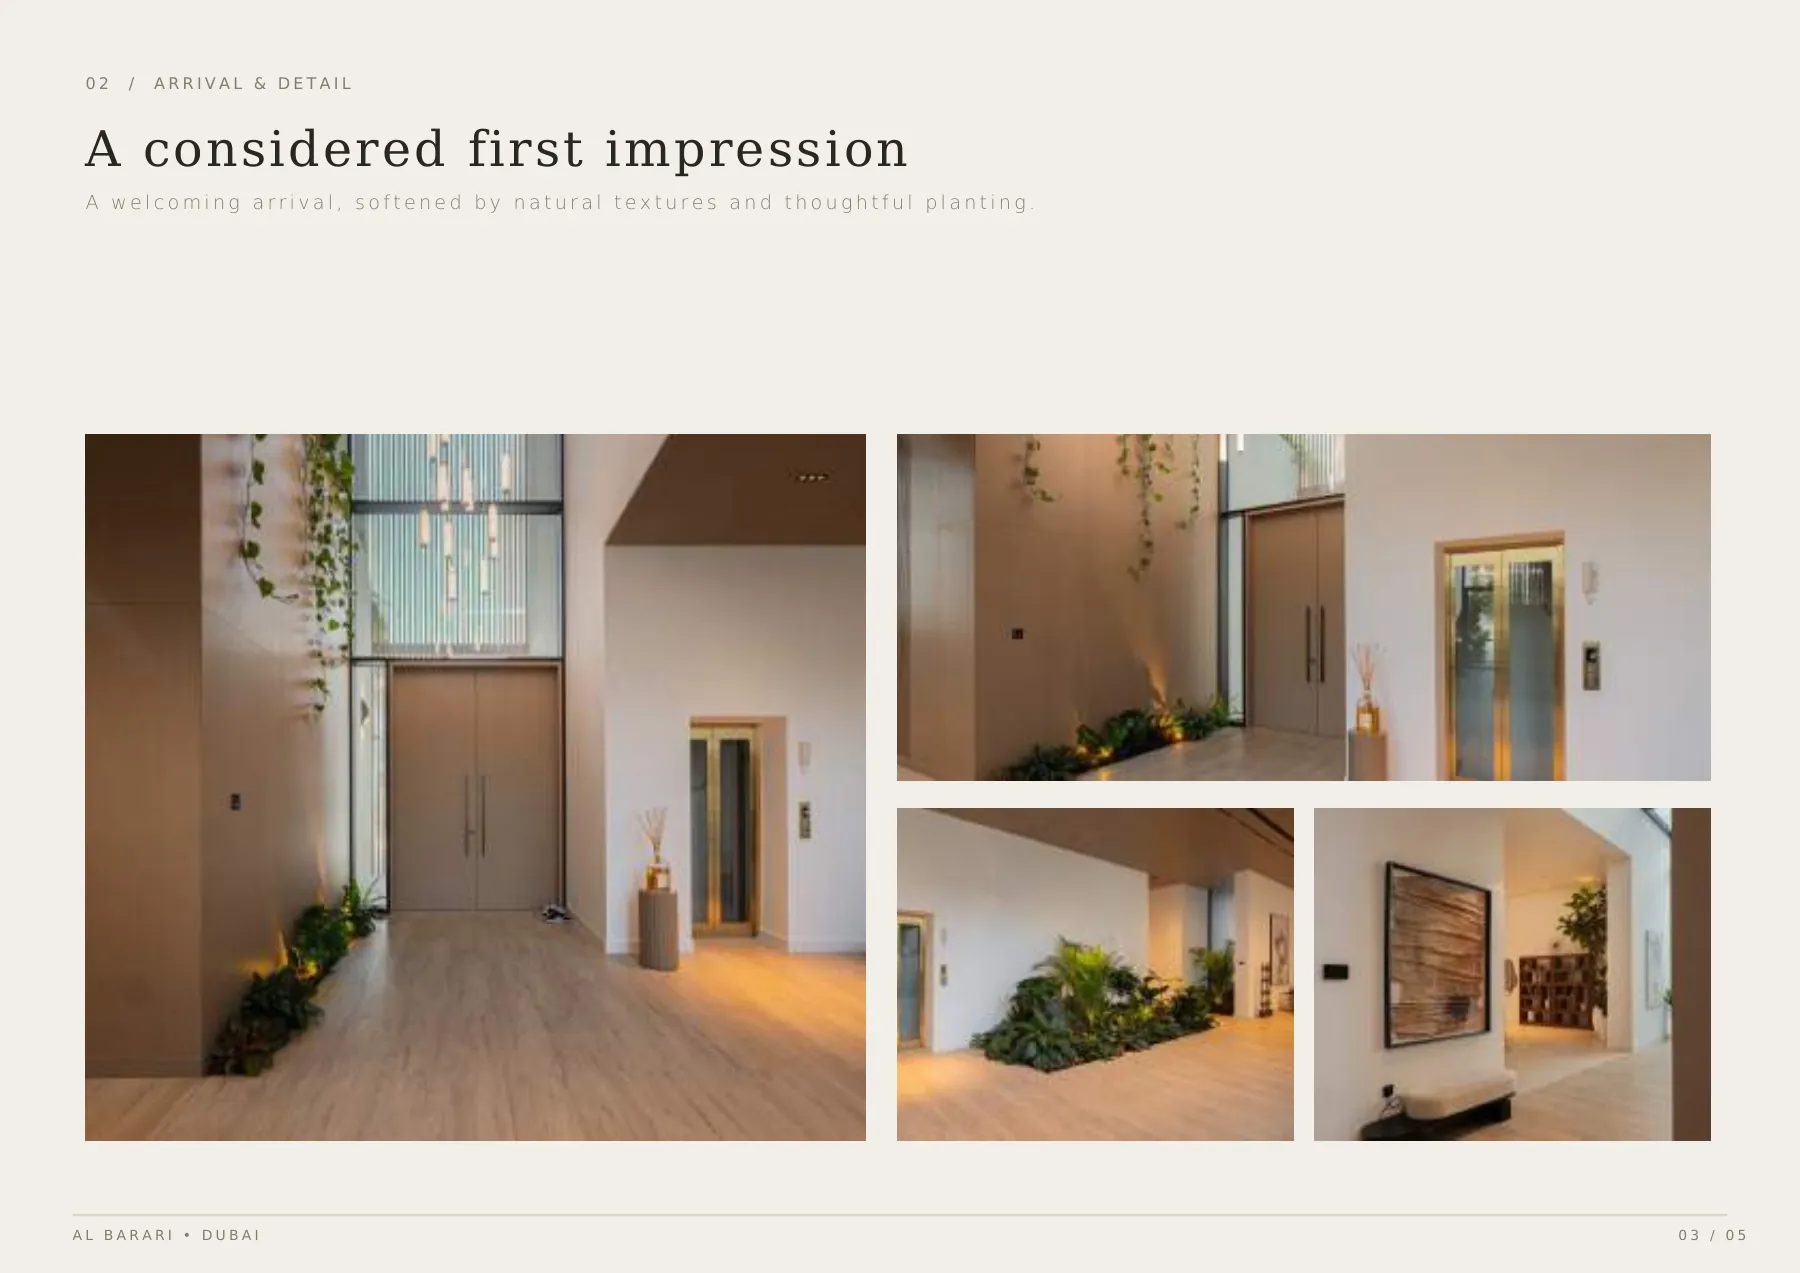 02 / ARRIVAL & DETAIL
A considered first impression
A welcoming arrival, softened by natural textures and thoughtful planting.
AL BARARI • DUBAI
03 / 05